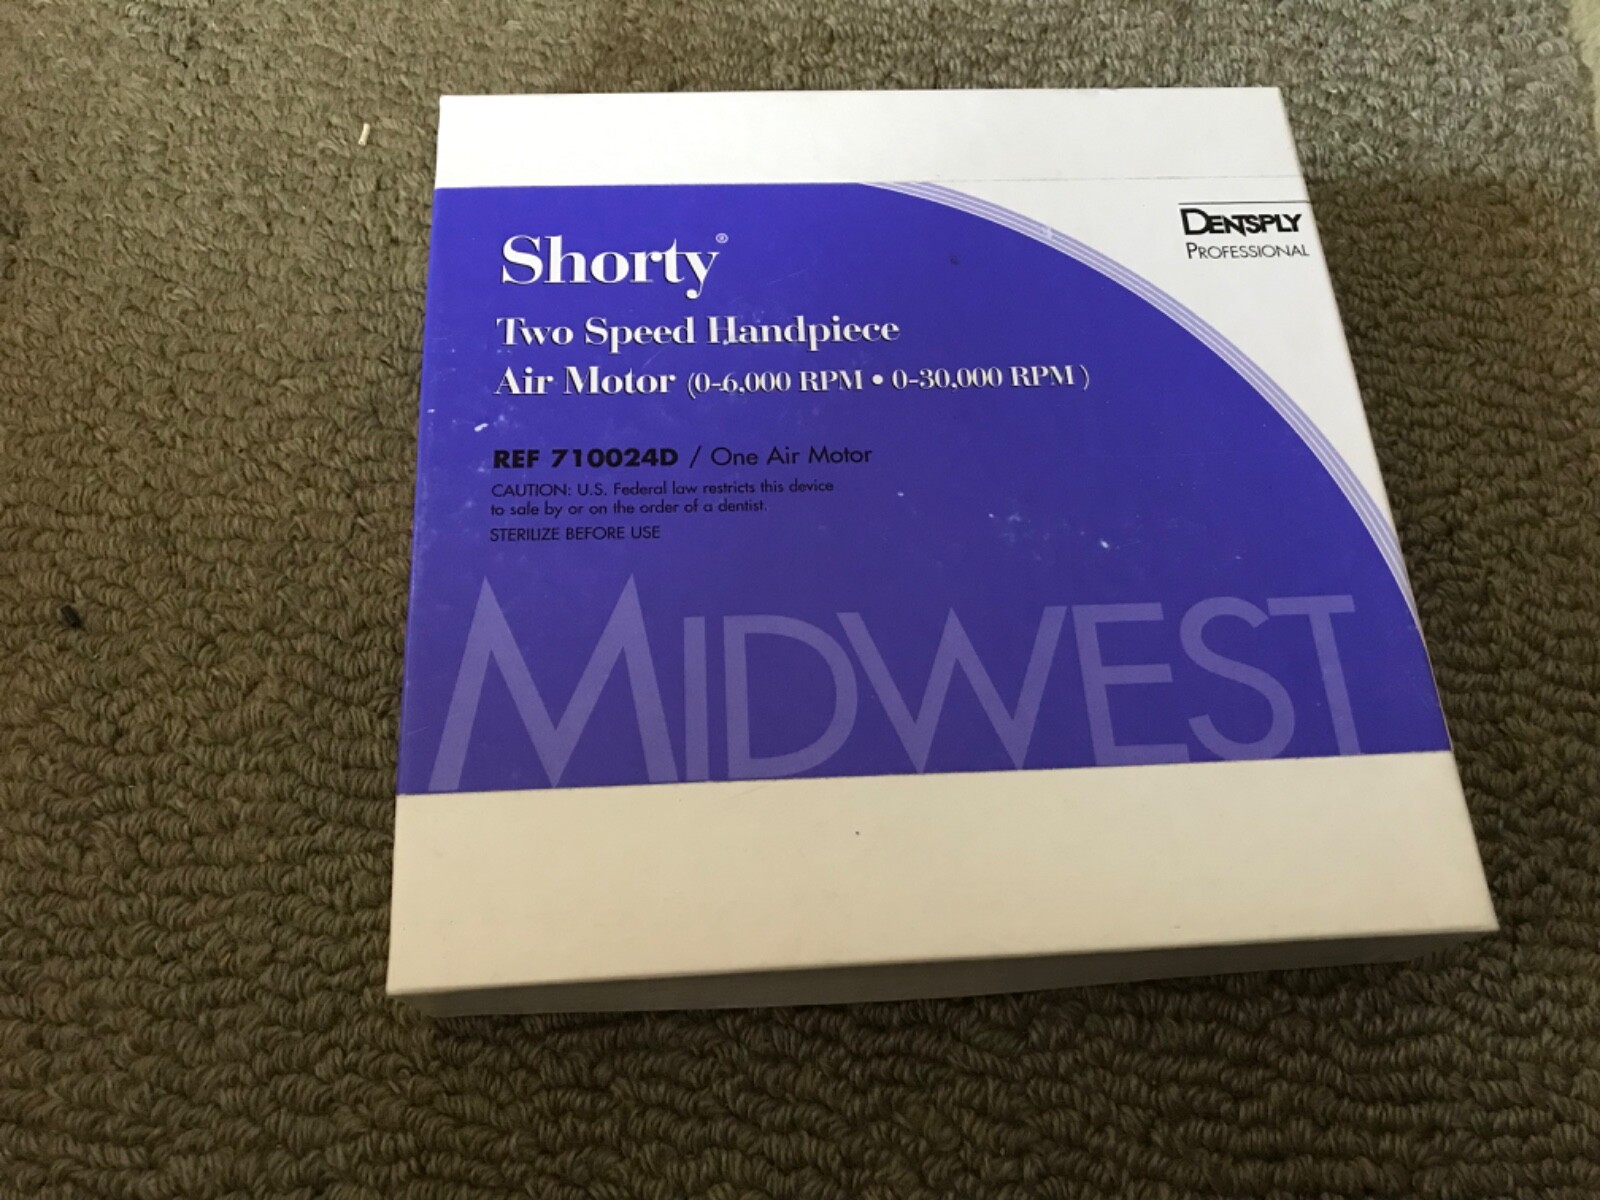 DENTSPLY
PROFESSIONAL
Shorty®
Two Speed Handpiece
Air Motor (0-6,000 RPM • 0-30,000 RPM )
REF 710024D / One Air Motor
CAUTION: U.S. Federal law restricts this device
to sale by or on the order of a dentist.
STERILIZE BEFORE USE
MIDWEST